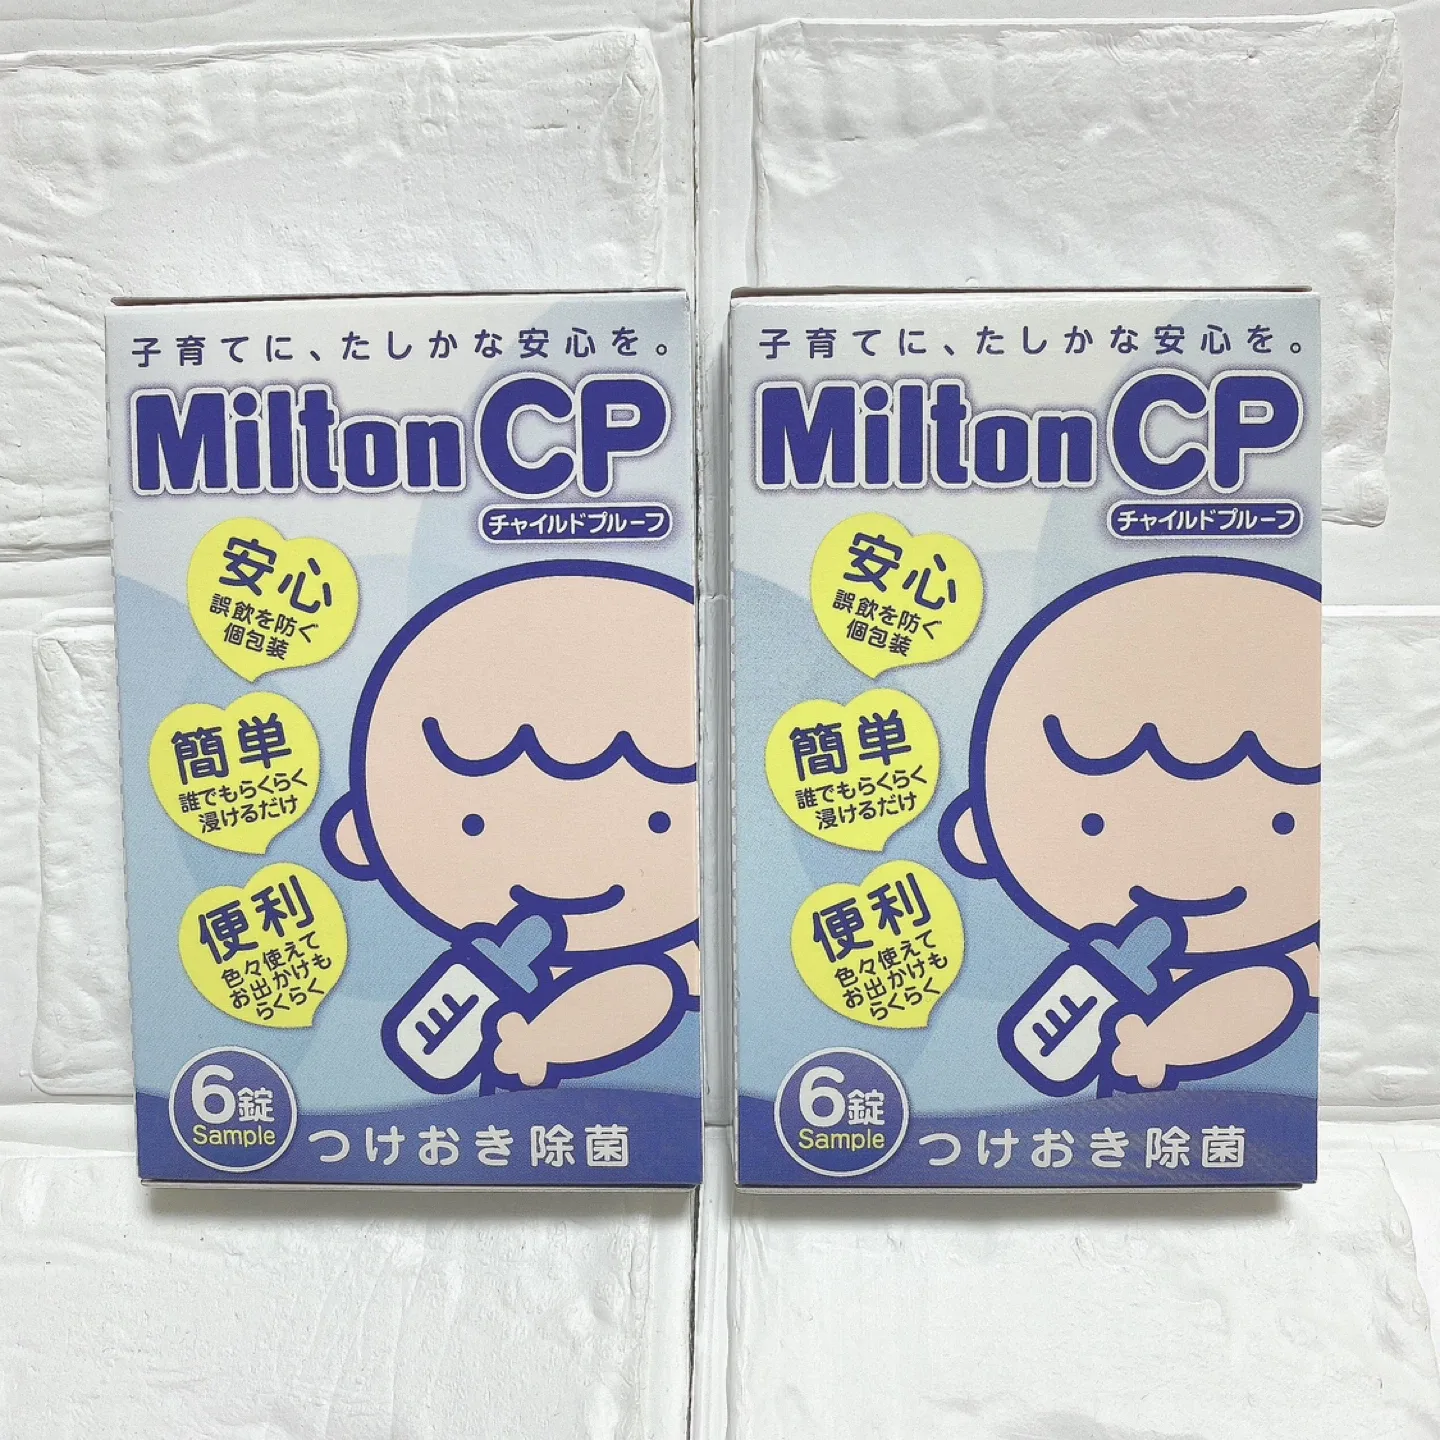 子育てに、たしかな安心を。
Milton CP
チャイルドプルーフ
安心
誤飲を防ぐ
個包装
簡単
誰でもらくらく
浸けるだけ
便利
色々使えて
お出かけも
らくらく
6錠
Sample
つけおき除菌
子育てに、たしかな安心を。
Milton CP
チャイルドプルーフ
安心
誤飲を防ぐ
個包装
簡単
誰でもらくらく
浸けるだけ
便利
色々使えて
お出かけも
らくらく
6錠
Sample
つけおき除菌